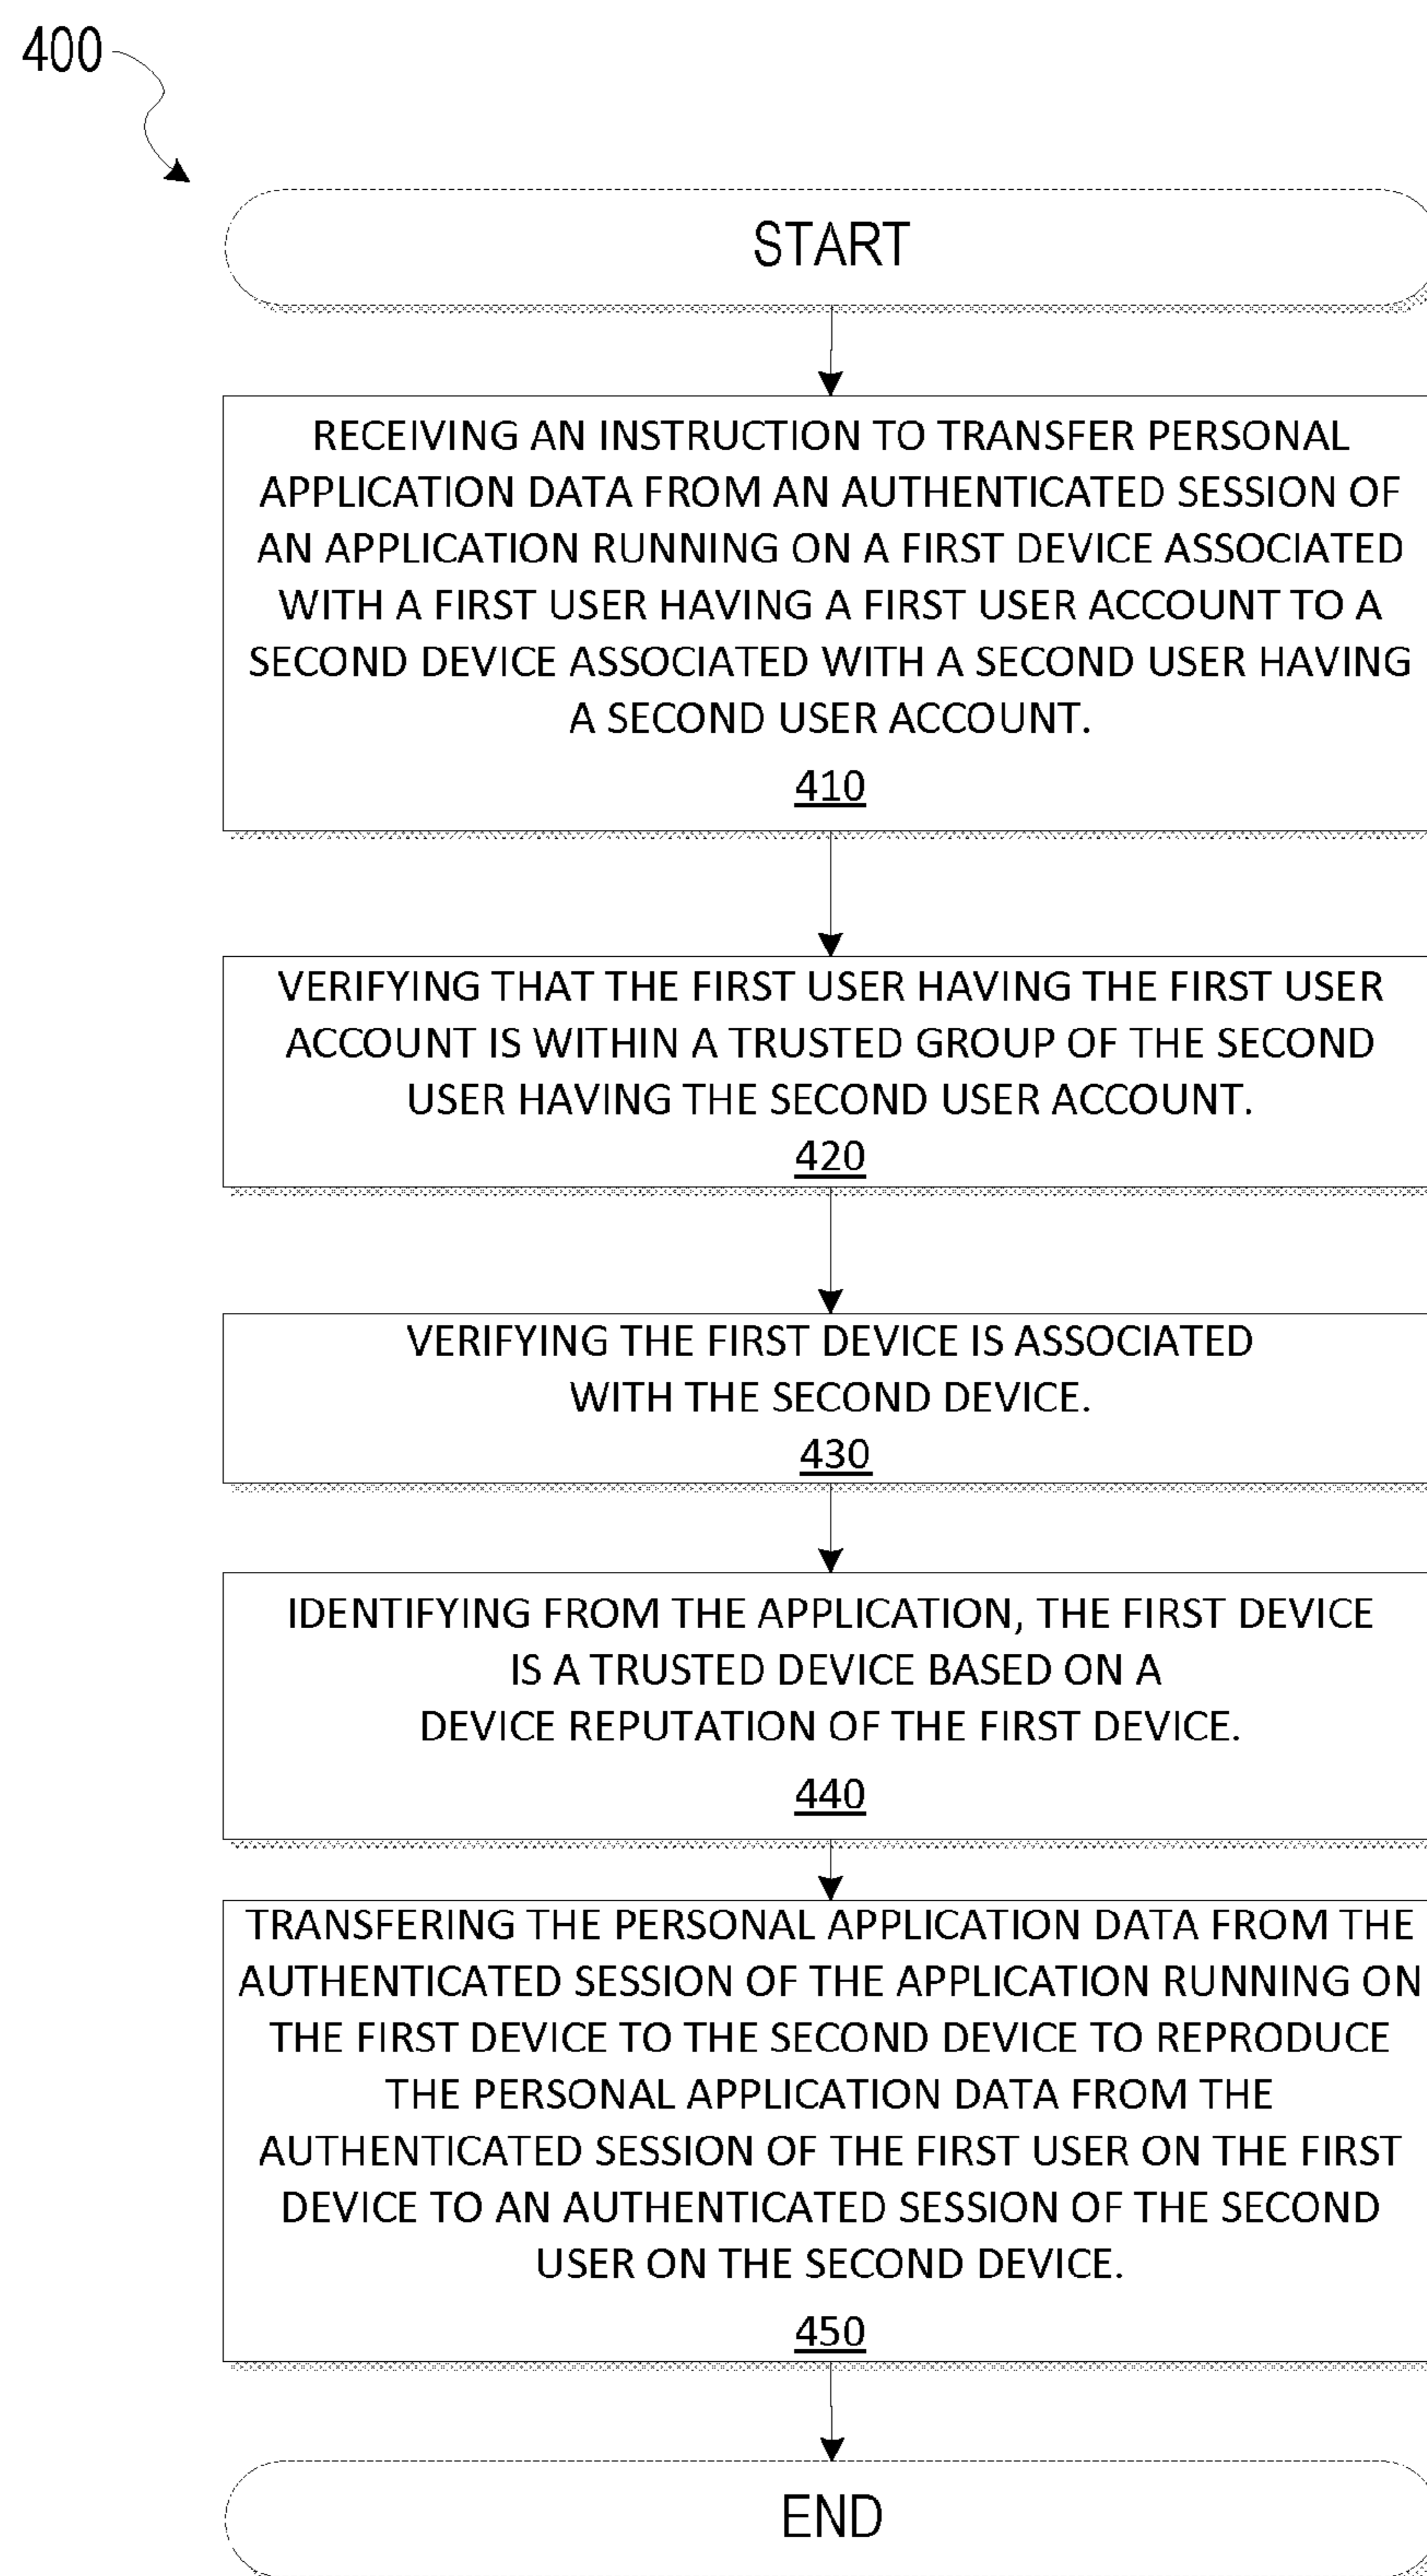 400
START
RECEIVING AN INSTRUCTION TO TRANSFER PERSONAL
APPLICATION DATA FROM AN AUTHENTICATED SESSION OF
AN APPLICATION RUNNING ON A FIRST DEVICE ASSOCIATED
WITH A FIRST USER HAVING A FIRST USER ACCOUNT TO A
SECOND DEVICE ASSOCIATED WITH A SECOND USER HAVING
A SECOND USER ACCOUNT.
410
VERIFYING THAT THE FIRST USER HAVING THE FIRST USER
ACCOUNT IS WITHIN A TRUSTED GROUP OF THE SECOND
USER HAVING THE SECOND USER ACCOUNT.
420
VERIFYING THE FIRST DEVICE IS ASSOCIATED
WITH THE SECOND DEVICE.
430
IDENTIFYING FROM THE APPLICATION, THE FIRST DEVICE
IS A TRUSTED DEVICE BASED ON A
DEVICE REPUTATION OF THE FIRST DEVICE.
440
TRANSFERING THE PERSONAL APPLICATION DATA FROM THE
AUTHENTICATED SESSION OF THE APPLICATION RUNNING ON
THE FIRST DEVICE TO THE SECOND DEVICE TO REPRODUCE
THE PERSONAL APPLICATION DATA FROM THE
AUTHENTICATED SESSION OF THE FIRST USER ON THE FIRST
DEVICE TO AN AUTHENTICATED SESSION OF THE SECOND
USER ON THE SECOND DEVICE.
450
END